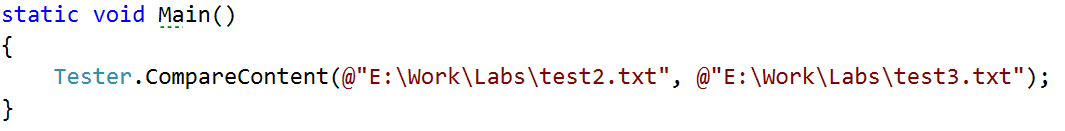 static void Main()
{
    Tester.CompareContent(@"E:\Work\Labs\test2.txt", @"E:\Work\Labs\test3.txt");
}